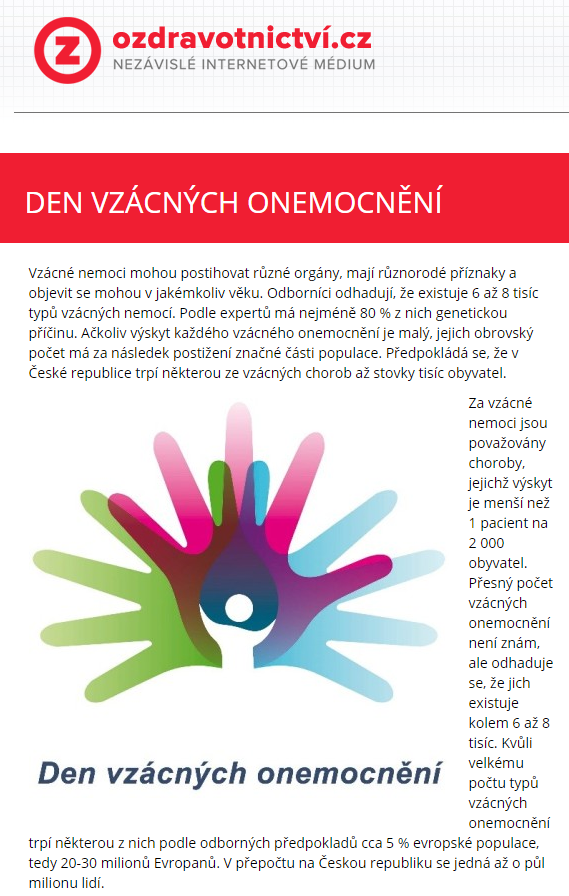 ozdravotnictví.cz
NEZÁVISLÉ INTERNETOVÉ MÉDIUM
DEN VZÁCNÝCH ONEMOCNĚNÍ
Vzácné nemoci mohou postihovat různé orgány, mají různorodé příznaky a
objevit se mohou v jakémkoliv věku. Odborníci odhadují, že existuje 6 až 8 tisíc
typů vzácných nemocí. Podle expertů má nejméně 80 % z nich genetickou
příčinu. Ačkoliv výskyt každého vzácného onemocnění je malý, jejich obrovský
počet má za následek postižení značné části populace. Předpokládá se, že v
České republice trpí některou ze vzácných chorob až stovky tisíc obyvatel.
Za vzácné
nemoci jsou
považovány
choroby,
jejichž výskyt
je menší než
1 pacient na
2 000
obyvatel.
Přesný počet
vzácných
onemocnění
není znám,
ale odhaduje
se, že jich
existuje
kolem 6 až 8
tisíc. Kvůli
velkému
počtu typů
vzácných
onemocnění
Den vzácných onemocnění
trpí některou z nich podle odborných předpokladů cca 5 % evropské populace,
tedy 20-30 milionů Evropanů. V přepočtu na Českou republiku se jedná až o půl
milionu lidí.